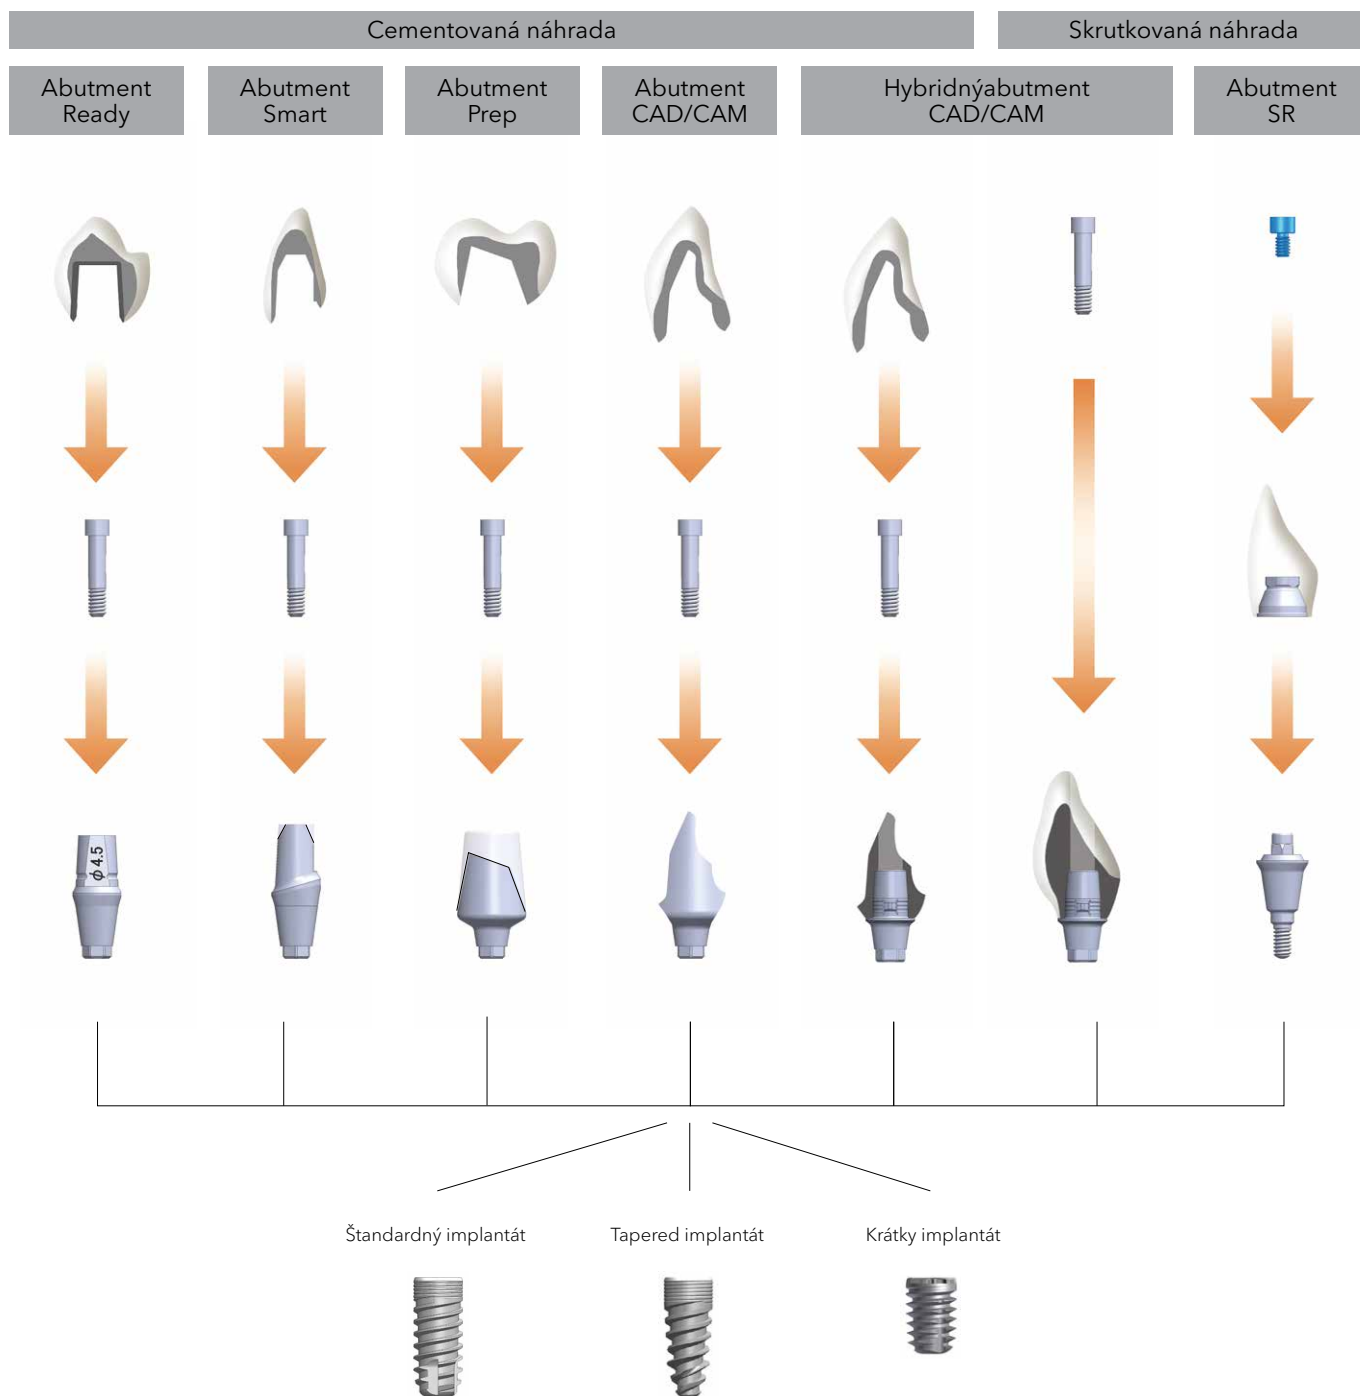 Cementovaná náhrada
Skrutkovaná náhrada
Abutment
Ready
Abutment
Smart
Abutment
Prep
Abutment
CAD/CAM
Hybridnýabutment
CAD/CAM
Abutment
SR
ϕ 4.5
Štandardný implantát
Tapered implantát
Krátky implantát